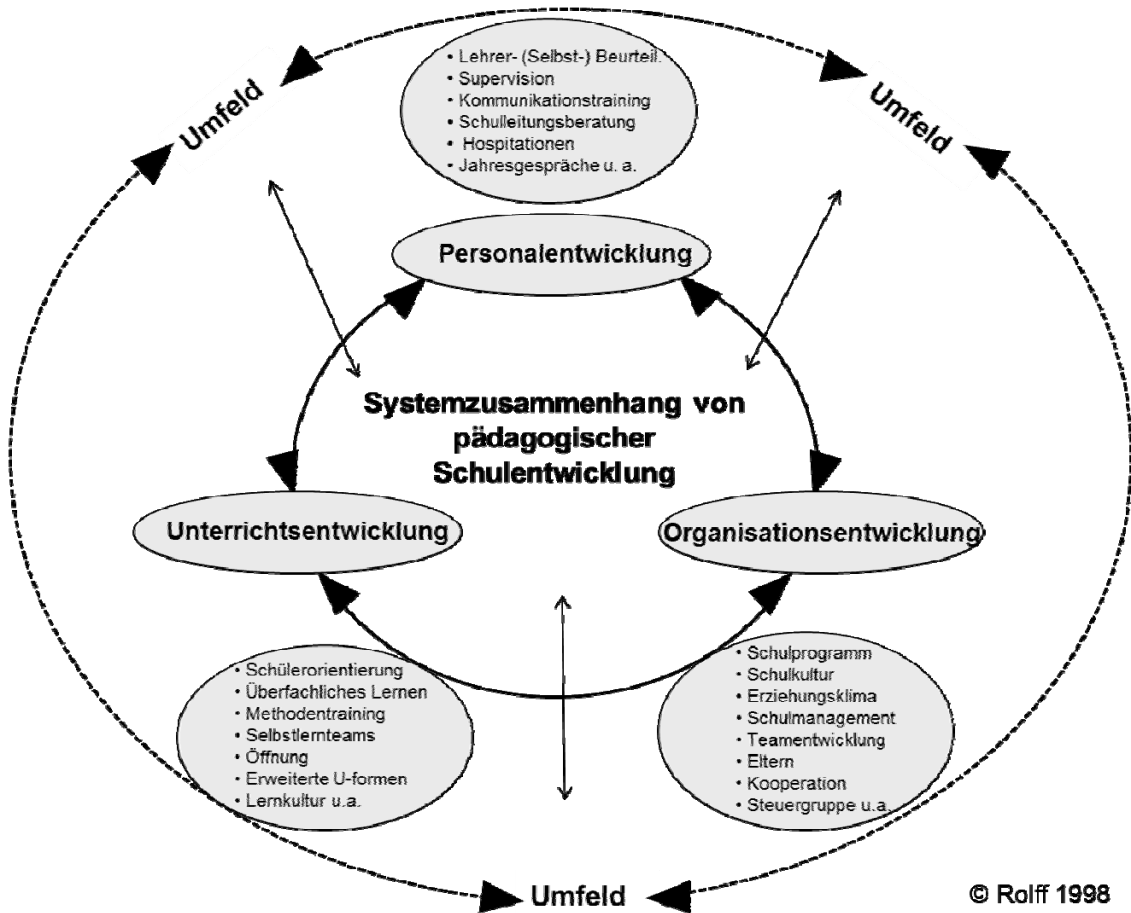 Umfeld
Umfeld
• Lehrer- (Selbst-) Beurteil.
• Supervision
• Kommunikationstraining
• Schulleitungsberatung
• Hospitationen
• Jahresgespräche u. a.
Personalentwicklung
Systemzusammenhang von
pädagogischer
Schulentwicklung
Unterrichtsentwicklung
Organisationsentwicklung
• Schülerorientierung
• Überfachliches Lernen
• Methodentraining
• Selbstlernteams
• Öffnung
• Erweiterte U-formen
• Lernkultur u.a.
• Schulprogramm
• Schulkultur
• Erziehungsklima
• Schulmanagement
• Teamentwicklung
• Eltern
• Kooperation
• Steuergruppe u.a.
Umfeld
© Rolff 1998